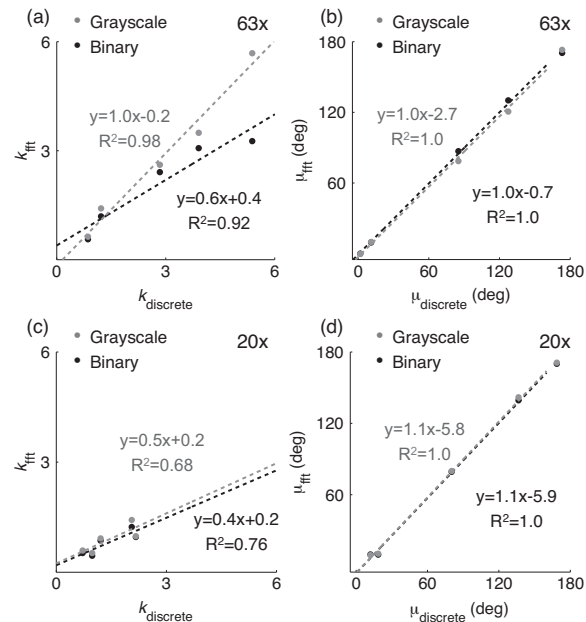 (a)
Grayscale
63x
Binary
6
3
k_fft
y=1.0x-0.2
R²=0.98
y=0.6x+0.4
R²=0.92
3
6
k_discrete
(b)
Grayscale
63x
Binary
180
120
60
μ_fft (deg)
y=1.0x-2.7
R²=1.0
y=1.0x-0.7
R²=1.0
0
60
120
180
μ_discrete (deg)
(c)
Grayscale
20x
Binary
6
3
k_fft
y=0.5x+0.2
R²=0.68
y=0.4x+0.2
R²=0.76
0
3
6
k_discrete
(d)
Grayscale
20x
Binary
180
120
60
μ_fft (deg)
y=1.1x-5.8
R²=1.0
y=1.1x-5.9
R²=1.0
0
60
120
180
μ_discrete (deg)